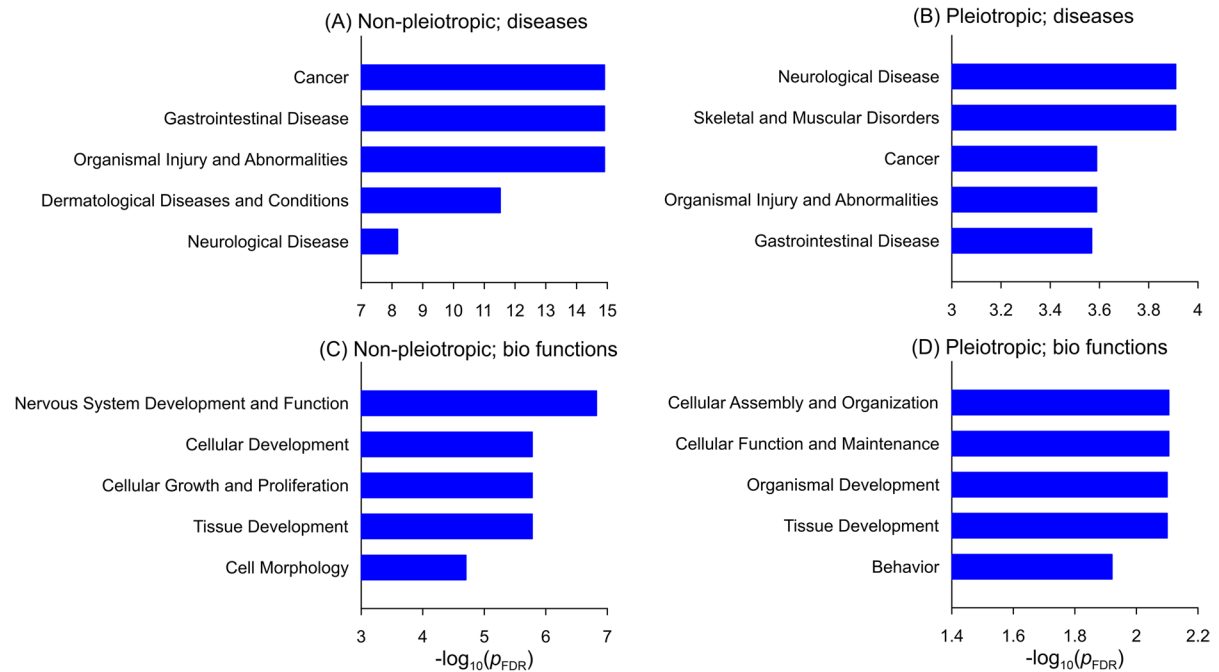 (A) Non-pleiotropic; diseases
Cancer
Gastrointestinal Disease
Organismal Injury and Abnormalities
Dermatological Diseases and Conditions
Neurological Disease
7 8 9 10 11 12 13 14 15
(B) Pleiotropic; diseases
Neurological Disease
Skeletal and Muscular Disorders
Cancer
Organismal Injury and Abnormalities
Gastrointestinal Disease
3 3.2 3.4 3.6 3.8 4
(C) Non-pleiotropic; bio functions
Nervous System Development and Function
Cellular Development
Cellular Growth and Proliferation
Tissue Development
Cell Morphology
3 4 5 6 7
-log10(pFDR)
(D) Pleiotropic; bio functions
Cellular Assembly and Organization
Cellular Function and Maintenance
Organismal Development
Tissue Development
Behavior
1.4 1.6 1.8 2 2.2
-log10(pFDR)